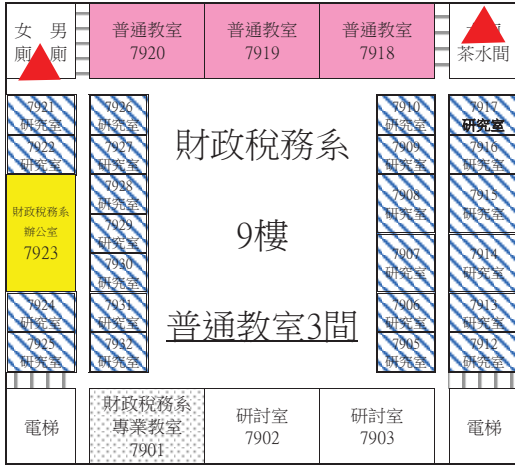 女 男
廁 廁
普通教室
7920
普通教室
7919
普通教室
7918
茶水間
7921
研究室
7922
研究室
財政稅務系
辦公室
7923
7924
研究室
7925
研究室
7926
研究室
7927
研究室
7928
研究室
7929
研究室
7930
研究室
7931
研究室
7932
研究室
財政稅務系
9樓
普通教室3間
7910
研究室
7909
研究室
7908
研究室
7907
研究室
7906
研究室
7905
研究室
7917
研究室
7916
研究室
7915
研究室
7914
研究室
7913
研究室
7912
研究室
電梯
財政稅務系
專業教室
7901
研討室
7902
研討室
7903
電梯